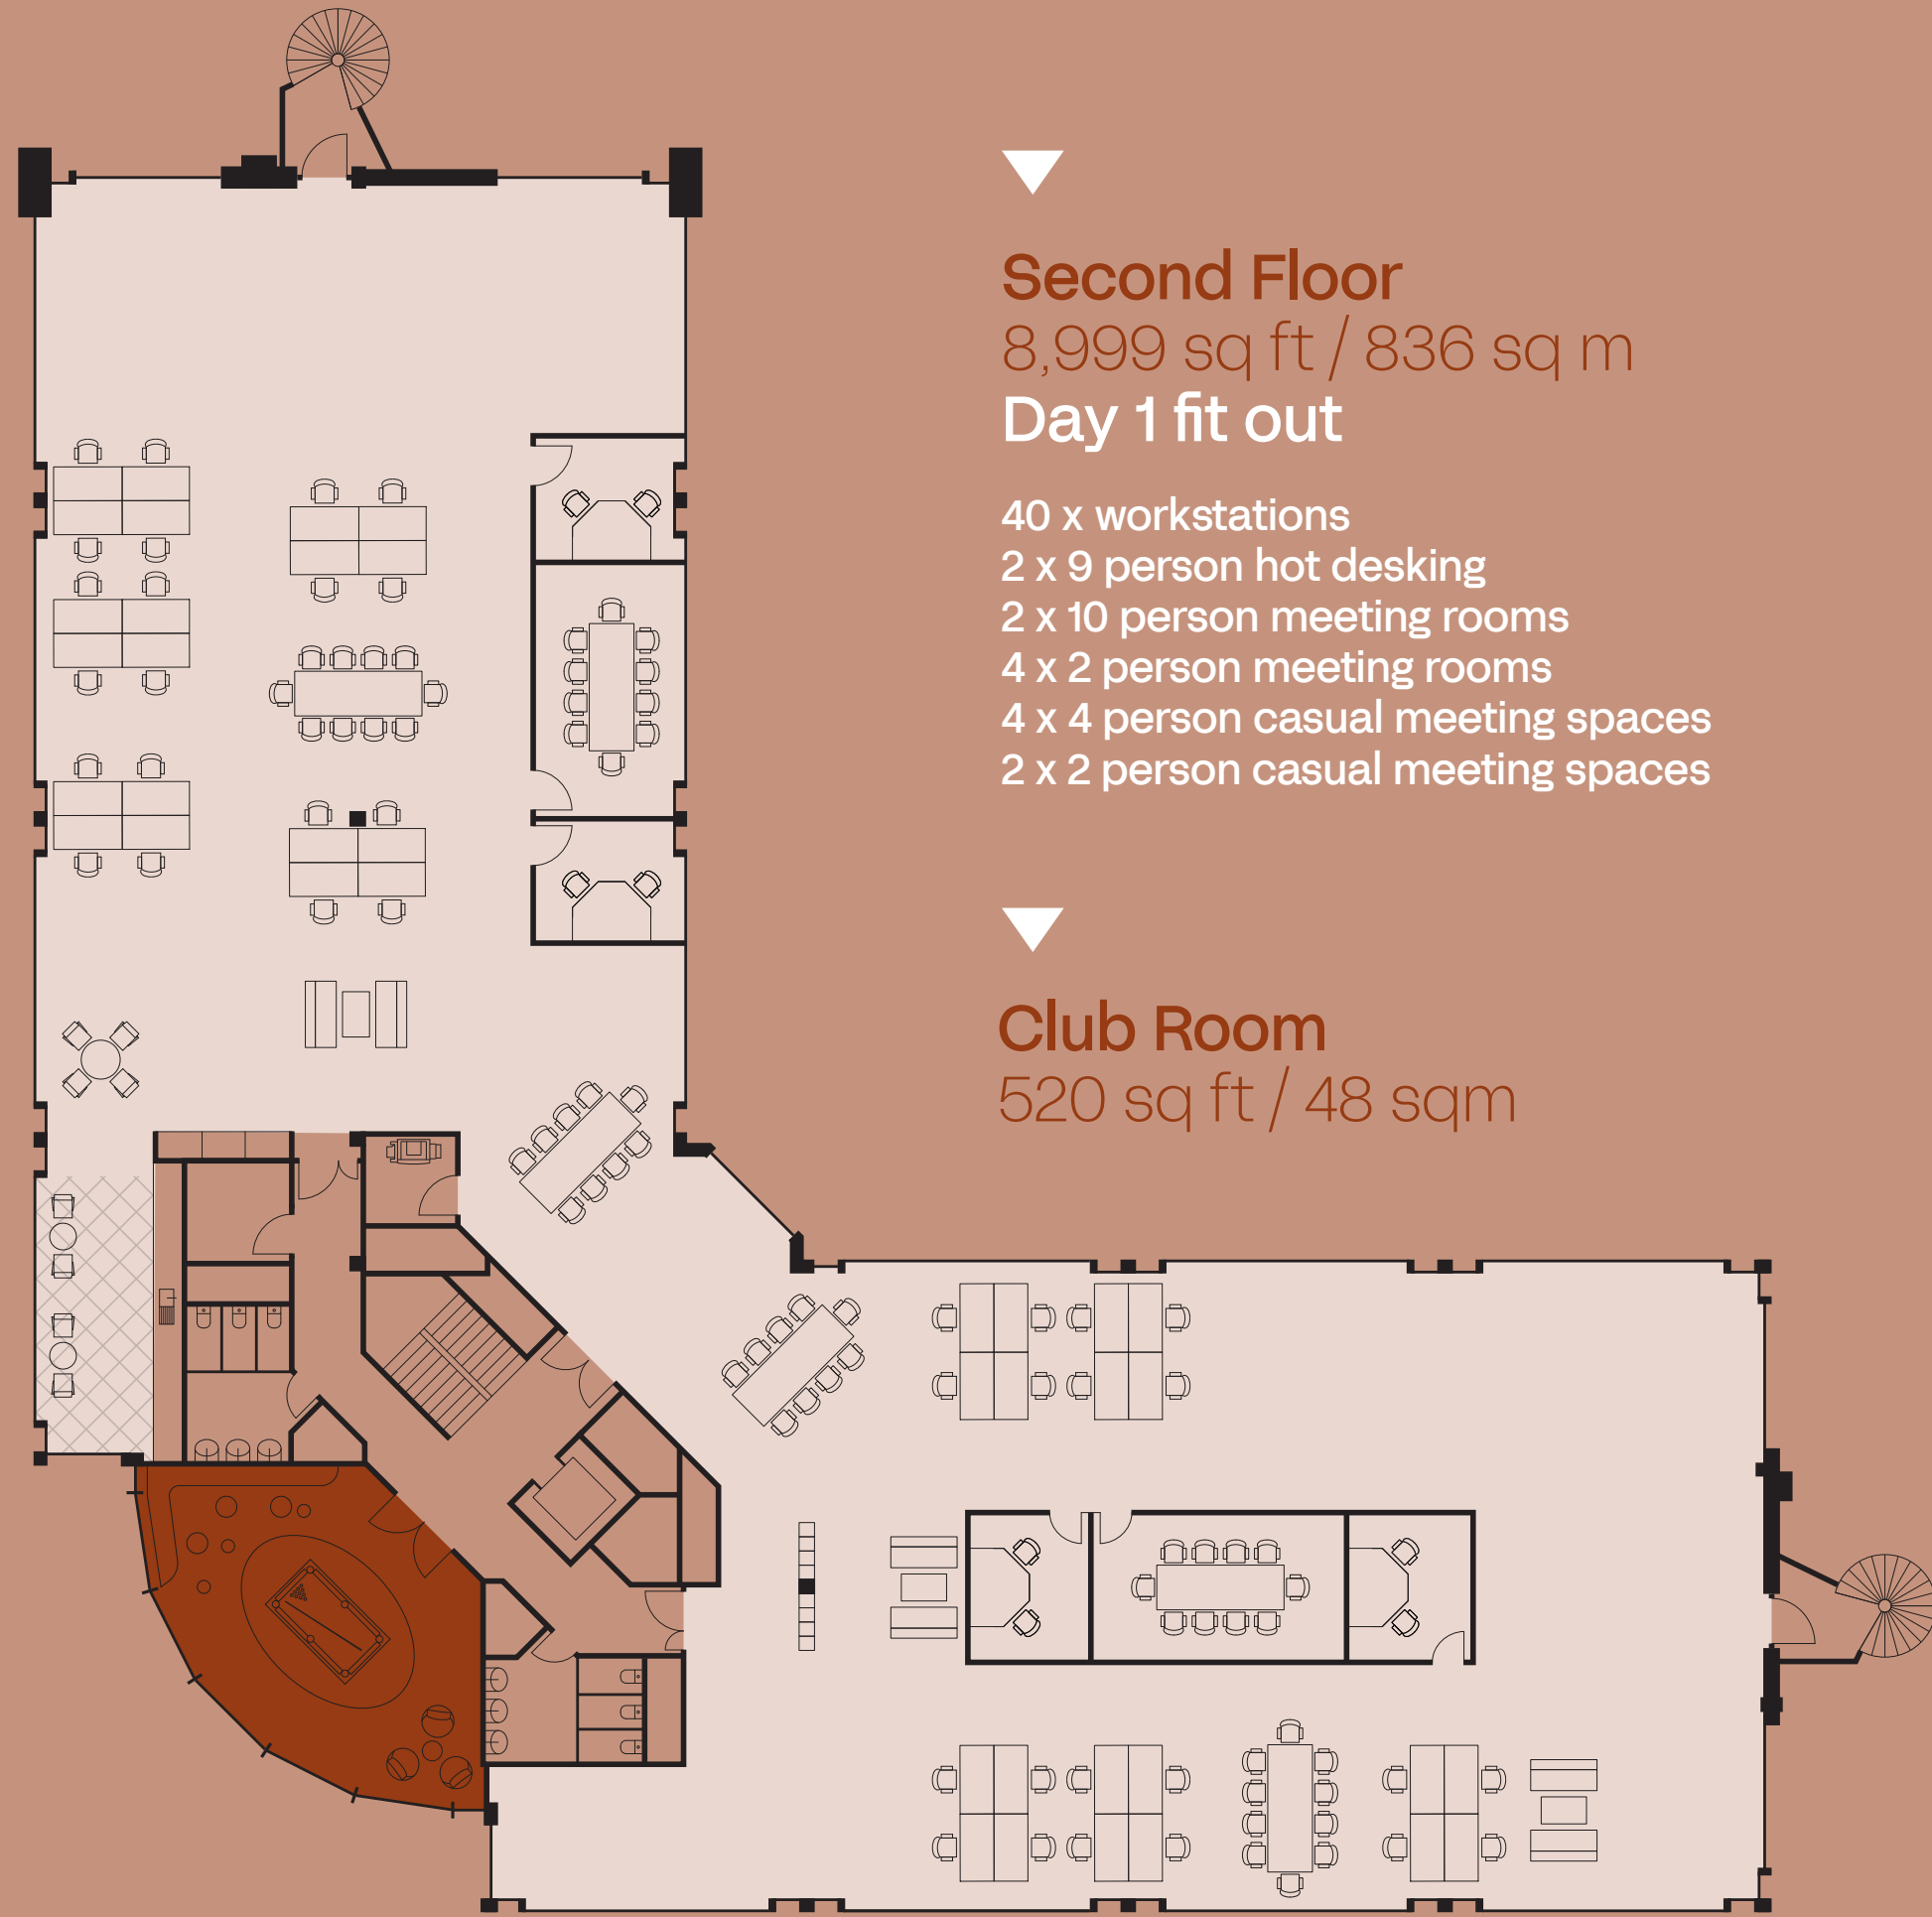 Second Floor
8,999 sq ft / 836 sq m
Day 1 fit out
40 x workstations
2 x 9 person hot desking
2 x 10 person meeting rooms
4 x 2 person meeting rooms
4 x 4 person casual meeting spaces
2 x 2 person casual meeting spaces
Club Room
520 sq ft / 48 sqm